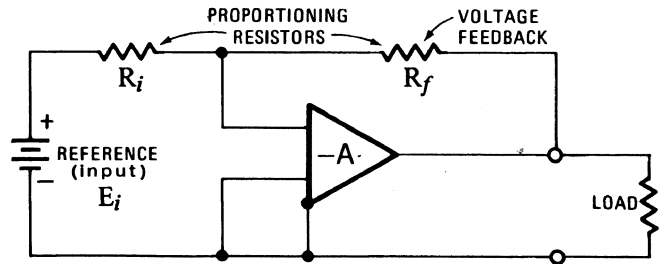 PROPORTIONING
RESISTORS
VOLTAGE
FEEDBACK
Ri
Rf
+
REFERENCE
(input)
Ei
−
−A
LOAD